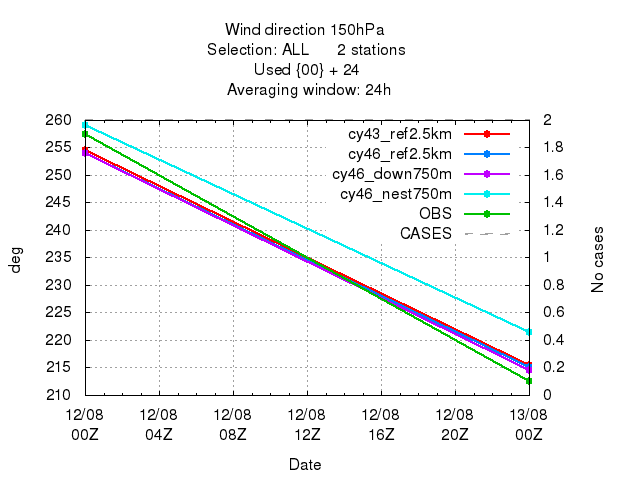 Wind direction 150hPa
Selection: ALL 2 stations
Used {00} + 24
Averaging window: 24h
260 2
255 1.8
250 1.6
245 1.4
240 1.2
235 1
230 0.8
225 0.6
220 0.4
215 0.2
210 0
cy43_ref2.5km
cy46_ref2.5km
cy46_down750m
cy46_nest750m
OBS
CASES
deg
No cases
12/08 12/08 12/08 12/08 12/08 12/08 13/08
00Z 04Z 08Z 12Z 16Z 20Z 00Z
Date